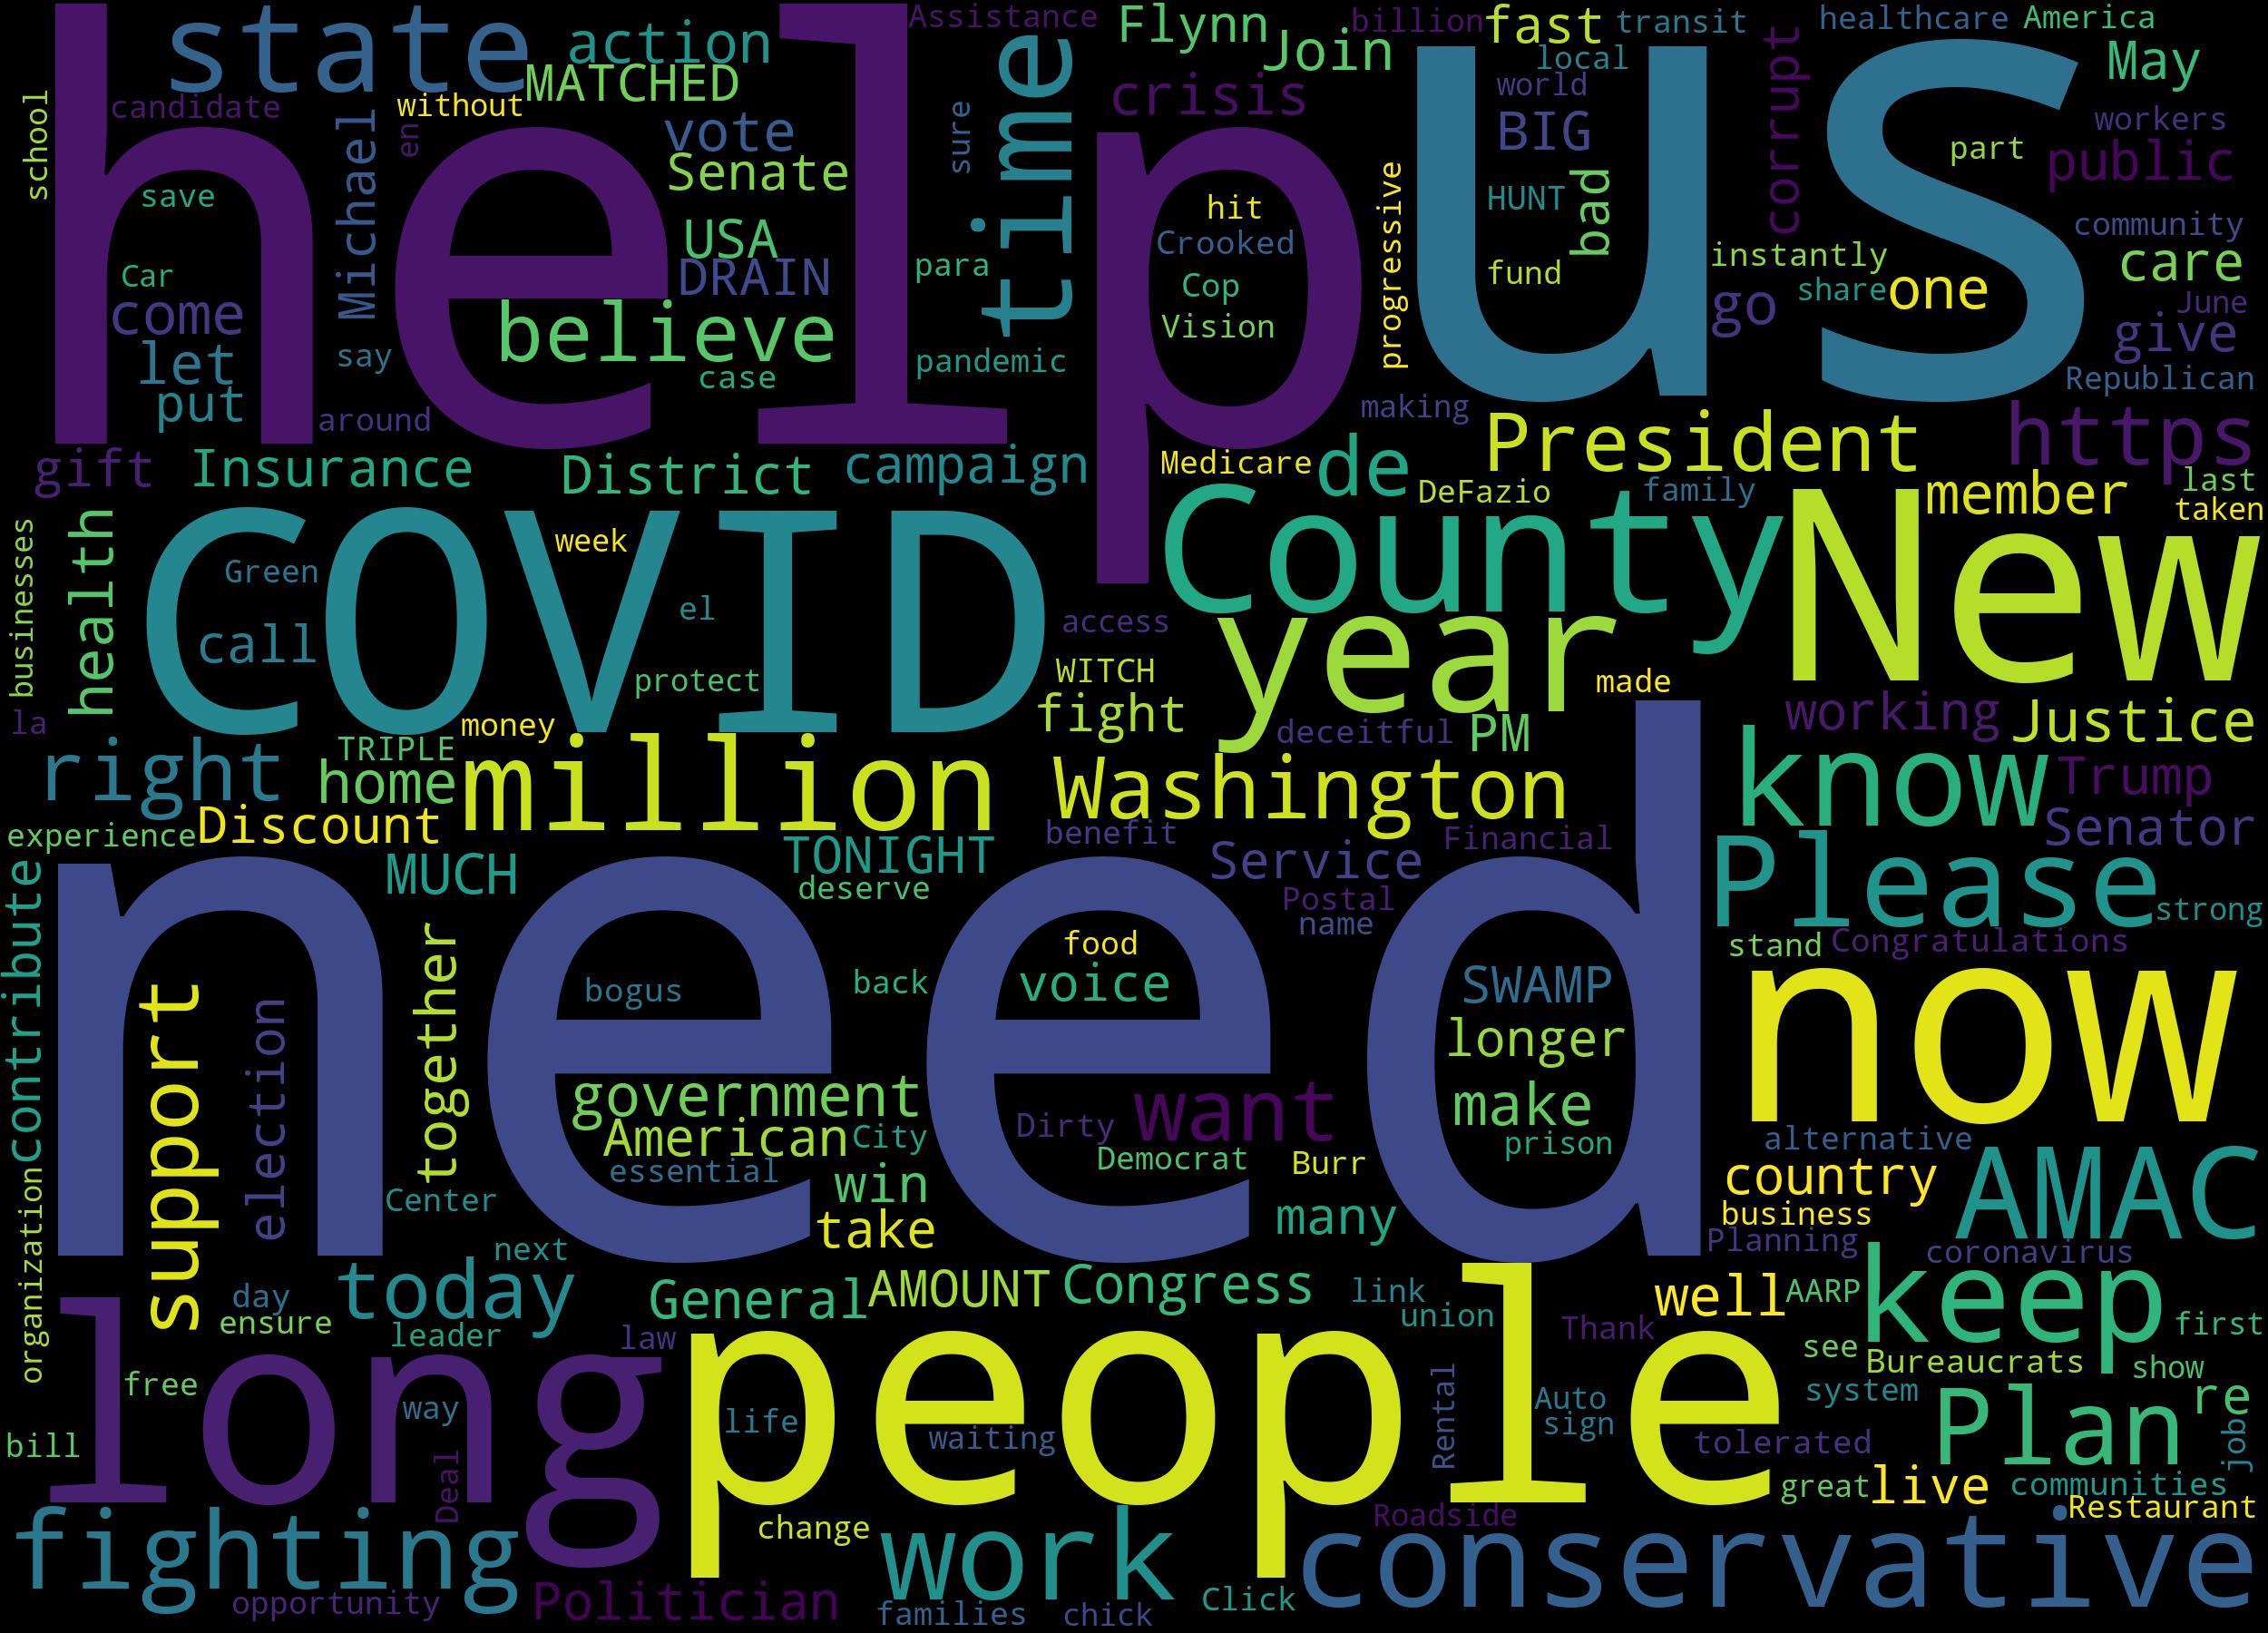 help
us
need
COVID
people
New
now
long
County
year
time
state
million
Washington
know
Please
AMAC
keep
Plan
conservative
work
fighting
support
believe
President
https
de
right
today
want
Assistance
Flynn
Join
billion
fast
transit
healthcare
America
May
local
action
MATCHED
candidate
without
school
en
Michael
vote
Senate
save
USA
DRAIN
sure
crisis
world
BIG
corrupt
workers
public
part
hit
HUNT
bad
Crooked
para
Cop
Vision
pandemic
progressive
fund
instantly
share
one
community
care
June
go
give
Republican
Car
come
let
put
say
around
case
making
gift
Insurance
District
campaign
Medicare
DeFazio
family
member
last
taken
businesses
health
week
Green
call
el
la
protect
access
WITCH
fight
made
deceitful
PM
working
Justice
money
TRIPLE
home
Trump
Senator
experience
Discount
MUCH
TONIGHT
benefit
deserve
Service
Financial
Postal
name
strong
contribute
together
election
bogus
back
food
voice
SWAMP
stand
Congratulations
longer
make
prison
government
American
City
essential
Dirty
Democrat
Burr
alternative
country
business
Center
win
take
many
Planning
coronavirus
organization
next
day
ensure
leader
General
AMOUNT
Congress
law
link
union
Thank
well
AARP
first
see
Bureaucrats
show
free
way
life
waiting
Rental
Auto
sign
system
re
tolerated
bill
Deal
great
live
communities
job
Restaurant
change
Roadside
opportunity
Politician
families
chick
Click